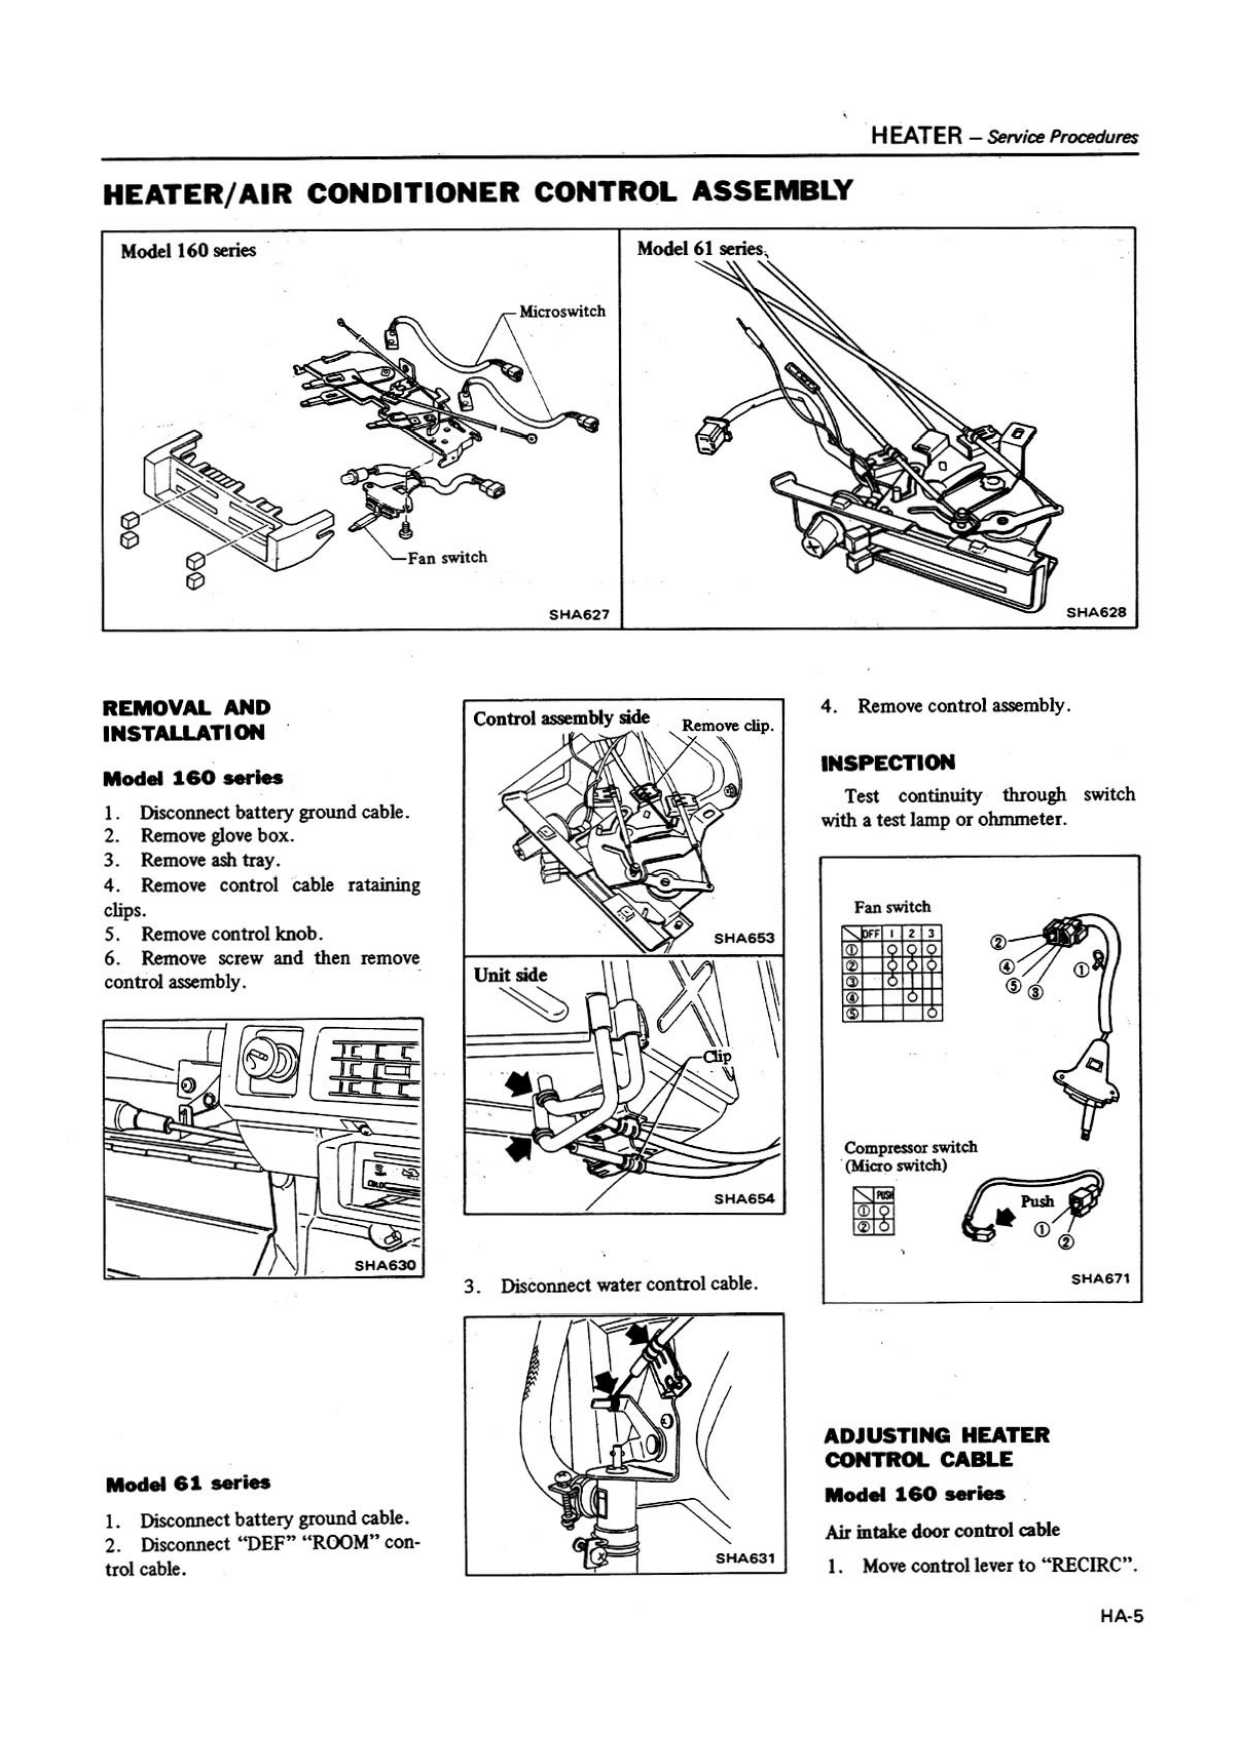 HEATER – Service Procedures
HEATER/AIR CONDITIONER CONTROL ASSEMBLY
Model 160 series
Microswitch
Fan switch
SHA627
Model 61 series
SHA628
REMOVAL AND
INSTALLATION
Model 160 series
1. Disconnect battery ground cable.
2. Remove glove box.
3. Remove ash tray.
4. Remove control cable rataining
clips.
5. Remove control knob.
6. Remove screw and then remove
control assembly.
SHA630
Model 61 series
1. Disconnect battery ground cable.
2. Disconnect “DEF” “ROOM” con-
trol cable.
Control assembly side
Remove clip.
SHA653
Unit side
Clip
SHA654
3. Disconnect water control cable.
SHA631
4. Remove control assembly.
INSPECTION
Test continuity through switch
with a test lamp or ohmmeter.
Fan switch
OFF 1 2 3
①
②
③
④
⑤
②
④
⑤
③
①
Compressor switch
(Micro switch)
PUSH
①
②
Push
①
②
SHA671
ADJUSTING HEATER
CONTROL CABLE
Model 160 series
Air intake door control cable
1. Move control lever to “RECIRC”.
HA-5